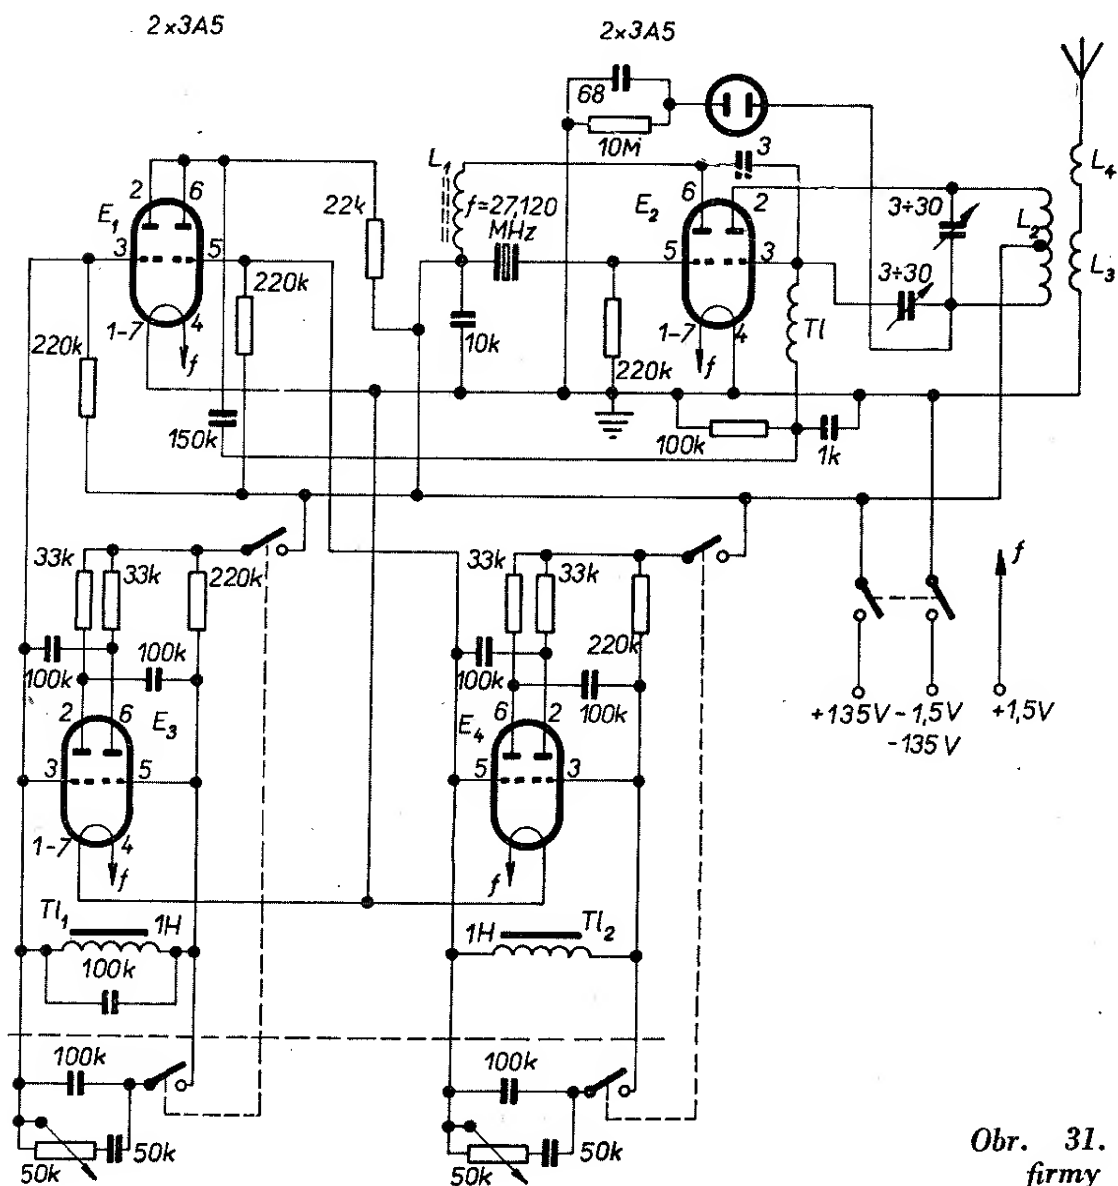 2×3A5
2×3A5
68
10M
3
L₁
f=27,120
MHz
2
6
E₁
3
5
22k
E₂
6
2
5
3
3÷30
3÷30
L₂
L₄
L₃
220k
1-7
4
f
220k
10k
220k
1-7
4
f
Tl
150k
100k
1k
33k
33k
220k
33k
33k
220k
f
100k
100k
100k
100k
2
6
E₃
3
5
6
2
E₄
5
3
+135V
-1,5V
+1,5V
-135V
1-7
4
f
f
Tl₁
1H
100k
1H
Tl₂
100k
100k
50k
50k
50k
50k
Obr. 31.
firmy